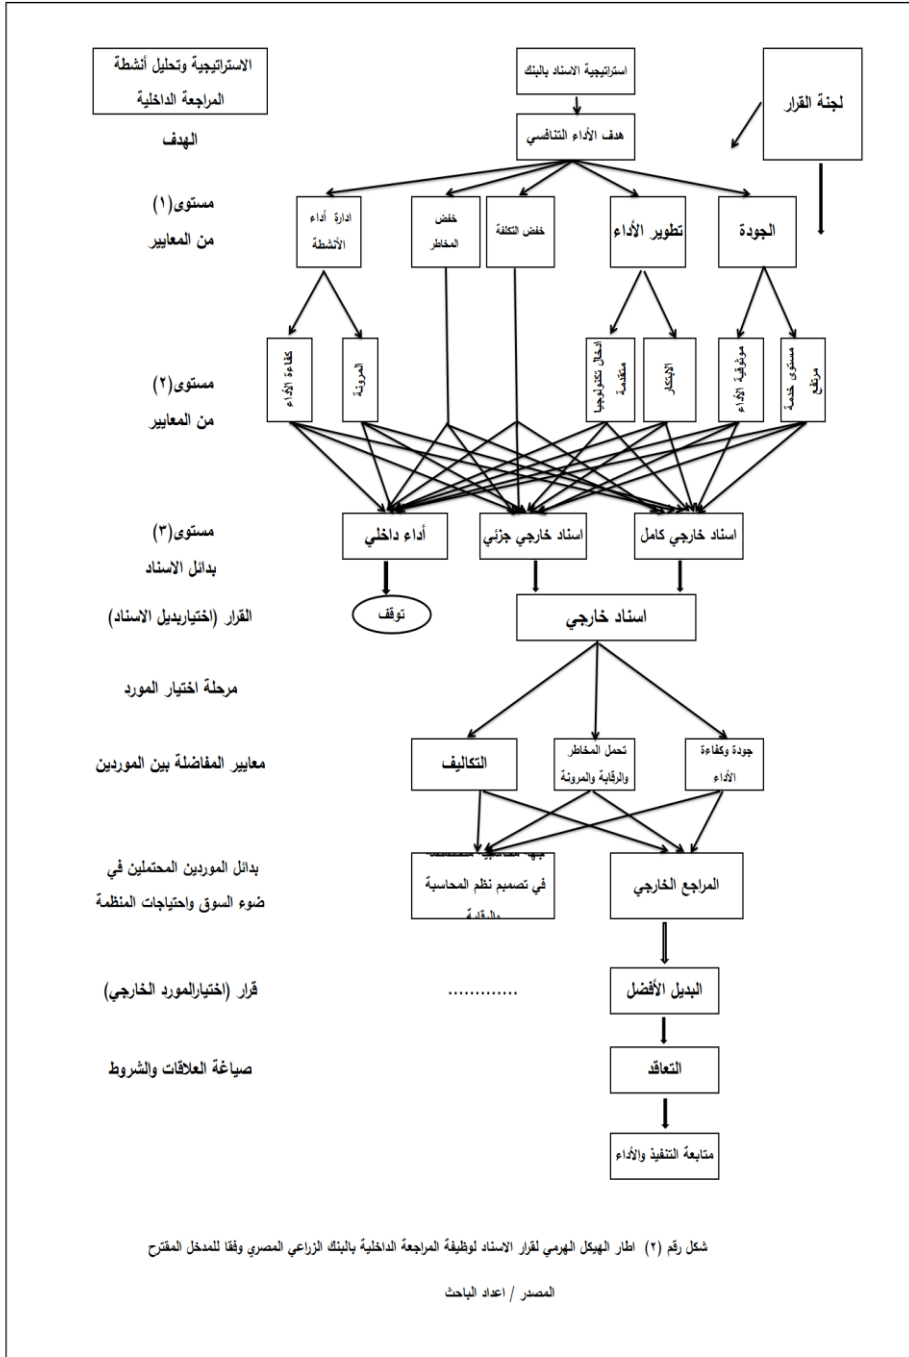 الاستراتيجية وتحليل أنشطة
المراجعة الداخلية
استراتيجية الاسناد بالبنك
لجنة القرار
الهدف
هدف الأداء التنافسي
مستوى(١)
من المعايير
الجودة
تطوير الأداء
خفض التكلفة
خفض
المخاطر
ادارة أداء
الأنشطة
مستوى(٢)
من المعايير
مستوى خدمة
مرتفع
موثوقية الأداء
الابتكار
ادخال تكنولوجيا
متقدمة
المرونة
كفاءة الأداء
مستوى(٣)
بدائل الاسناد
اسناد خارجي كامل
اسناد خارجي جزئي
أداء داخلي
القرار (اختياربديل الاسناد)
اسناد خارجي
توقف
مرحلة اختيار المورد
معايير المفاضلة بين الموردين
جودة وكفاءة
الأداء
تحمل المخاطر
والرقابة والمرونة
التكاليف
بدائل الموردين المحتملين في
ضوء السوق واحتياجات المنظمة
المراجع الخارجي
في تصميم نظم المحاسبة
قرار (اختيارالمورد الخارجي)
.............
البديل الأفضل
صياغة العلاقات والشروط
التعاقد
متابعة التنفيذ والأداء
شكل رقم (٢) اطار الهيكل الهرمي لقرار الاسناد لوظيفة المراجعة الداخلية بالبنك الزراعي المصري وفقا للمدخل المقترح
المصدر / اعداد الباحث